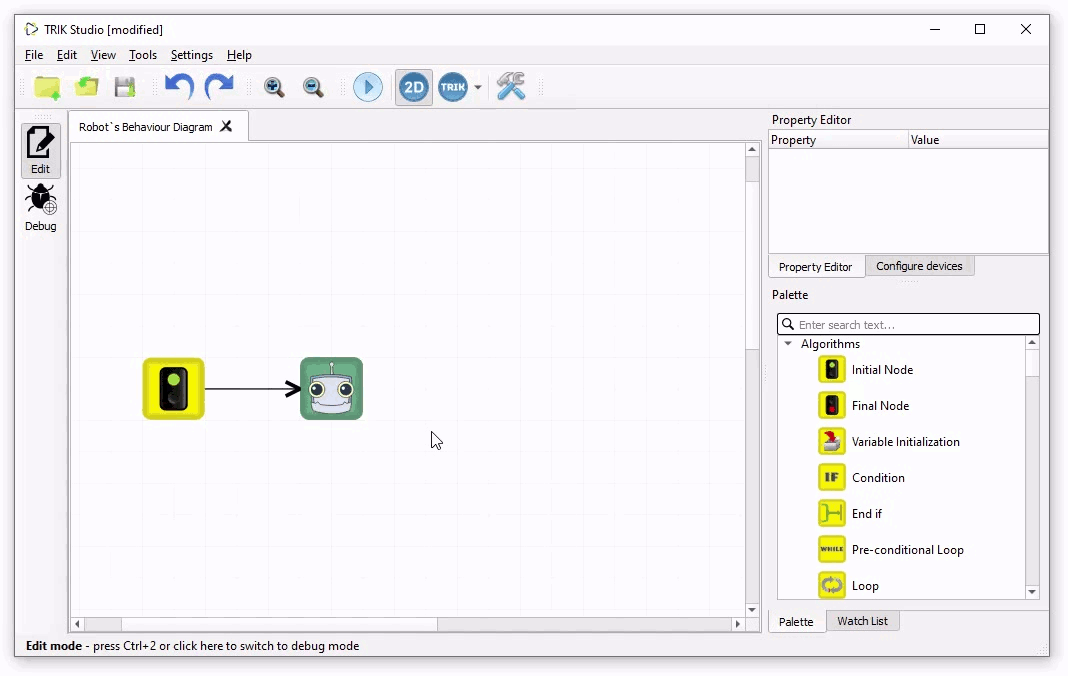 TRIK Studio [modified]
File Edit View Tools Settings Help
2D TRIK
Robot`s Behaviour Diagram
Edit
Debug
Property Editor
Property Value
Property Editor Configure devices
Palette
Enter search text...
Algorithms
Initial Node
Final Node
Variable Initialization
IF Condition
End if
WHILE Pre-conditional Loop
Loop
Palette Watch List
Edit mode - press Ctrl+2 or click here to switch to debug mode